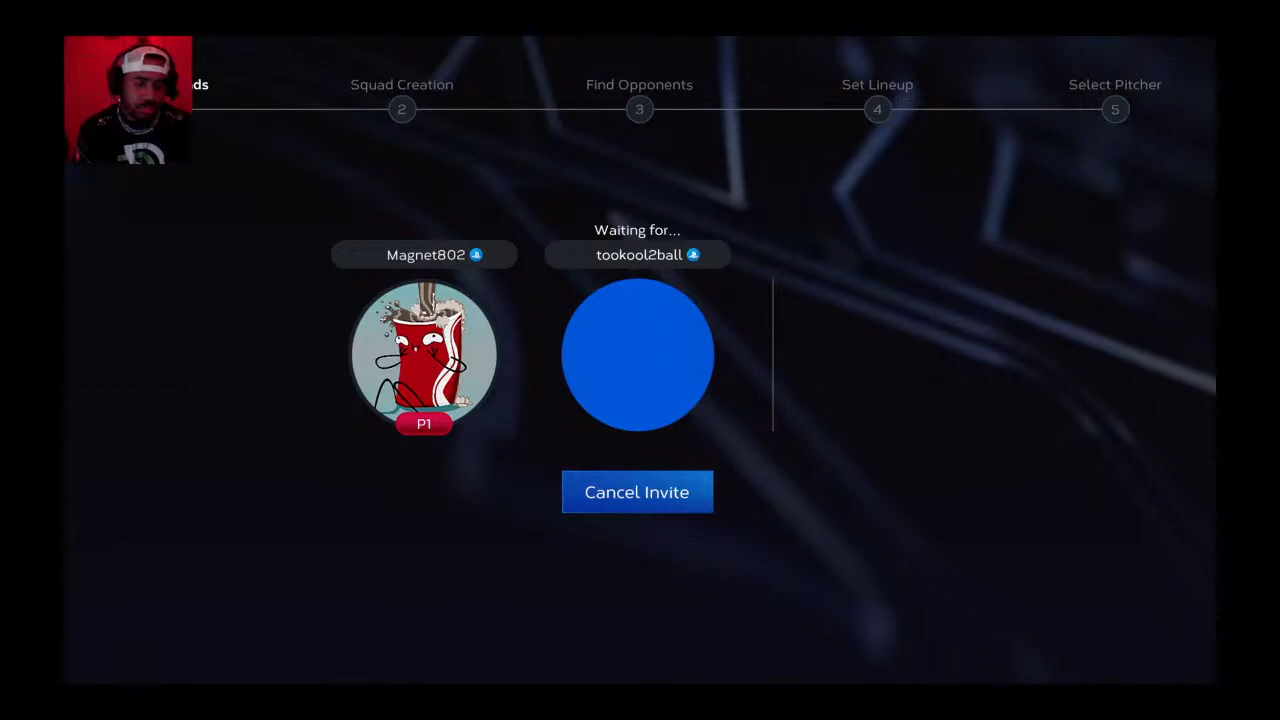 nds
Squad Creation
Find Opponents
Set Lineup
Select Pitcher
2
3
4
5
Waiting for...
Magnet802
tookool2ball
P1
Cancel Invite